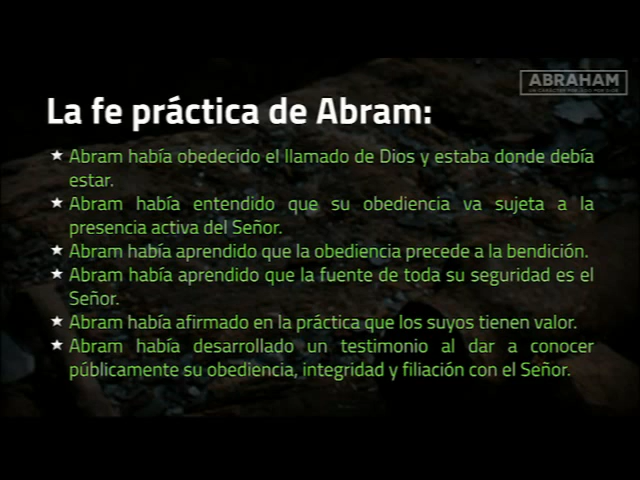 ABRAHAM
La fe práctica de Abram:
★ Abram había obedecido el llamado de Dios y estaba donde debía
estar.
★ Abram había entendido que su obediencia va sujeta a la
presencia activa del Señor.
★ Abram había aprendido que la obediencia precede a la bendición.
★ Abram había aprendido que la fuente de toda su seguridad es el
Señor.
★ Abram había afirmado en la práctica que los suyos tienen valor.
★ Abram había desarrollado un testimonio al dar a conocer
públicamente su obediencia, integridad y filiación con el Señor.